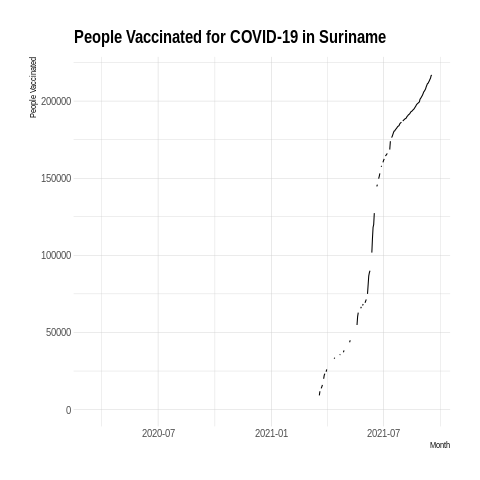 People Vaccinated for COVID-19 in Suriname
People Vaccinated
200000
150000
100000
50000
0
2020-07
2021-01
2021-07
Month